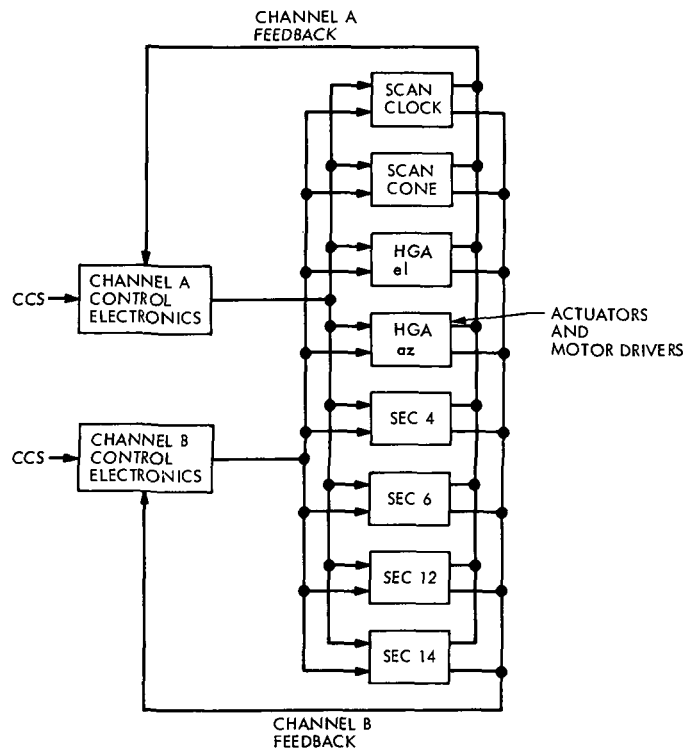 CHANNEL A
FEEDBACK
SCAN
CLOCK
SCAN
CONE
HGA
el
CCS
CHANNEL A
CONTROL
ELECTRONICS
HGA
az
ACTUATORS
AND
MOTOR DRIVERS
SEC 4
CCS
CHANNEL B
CONTROL
ELECTRONICS
SEC 6
SEC 12
SEC 14
CHANNEL B
FEEDBACK